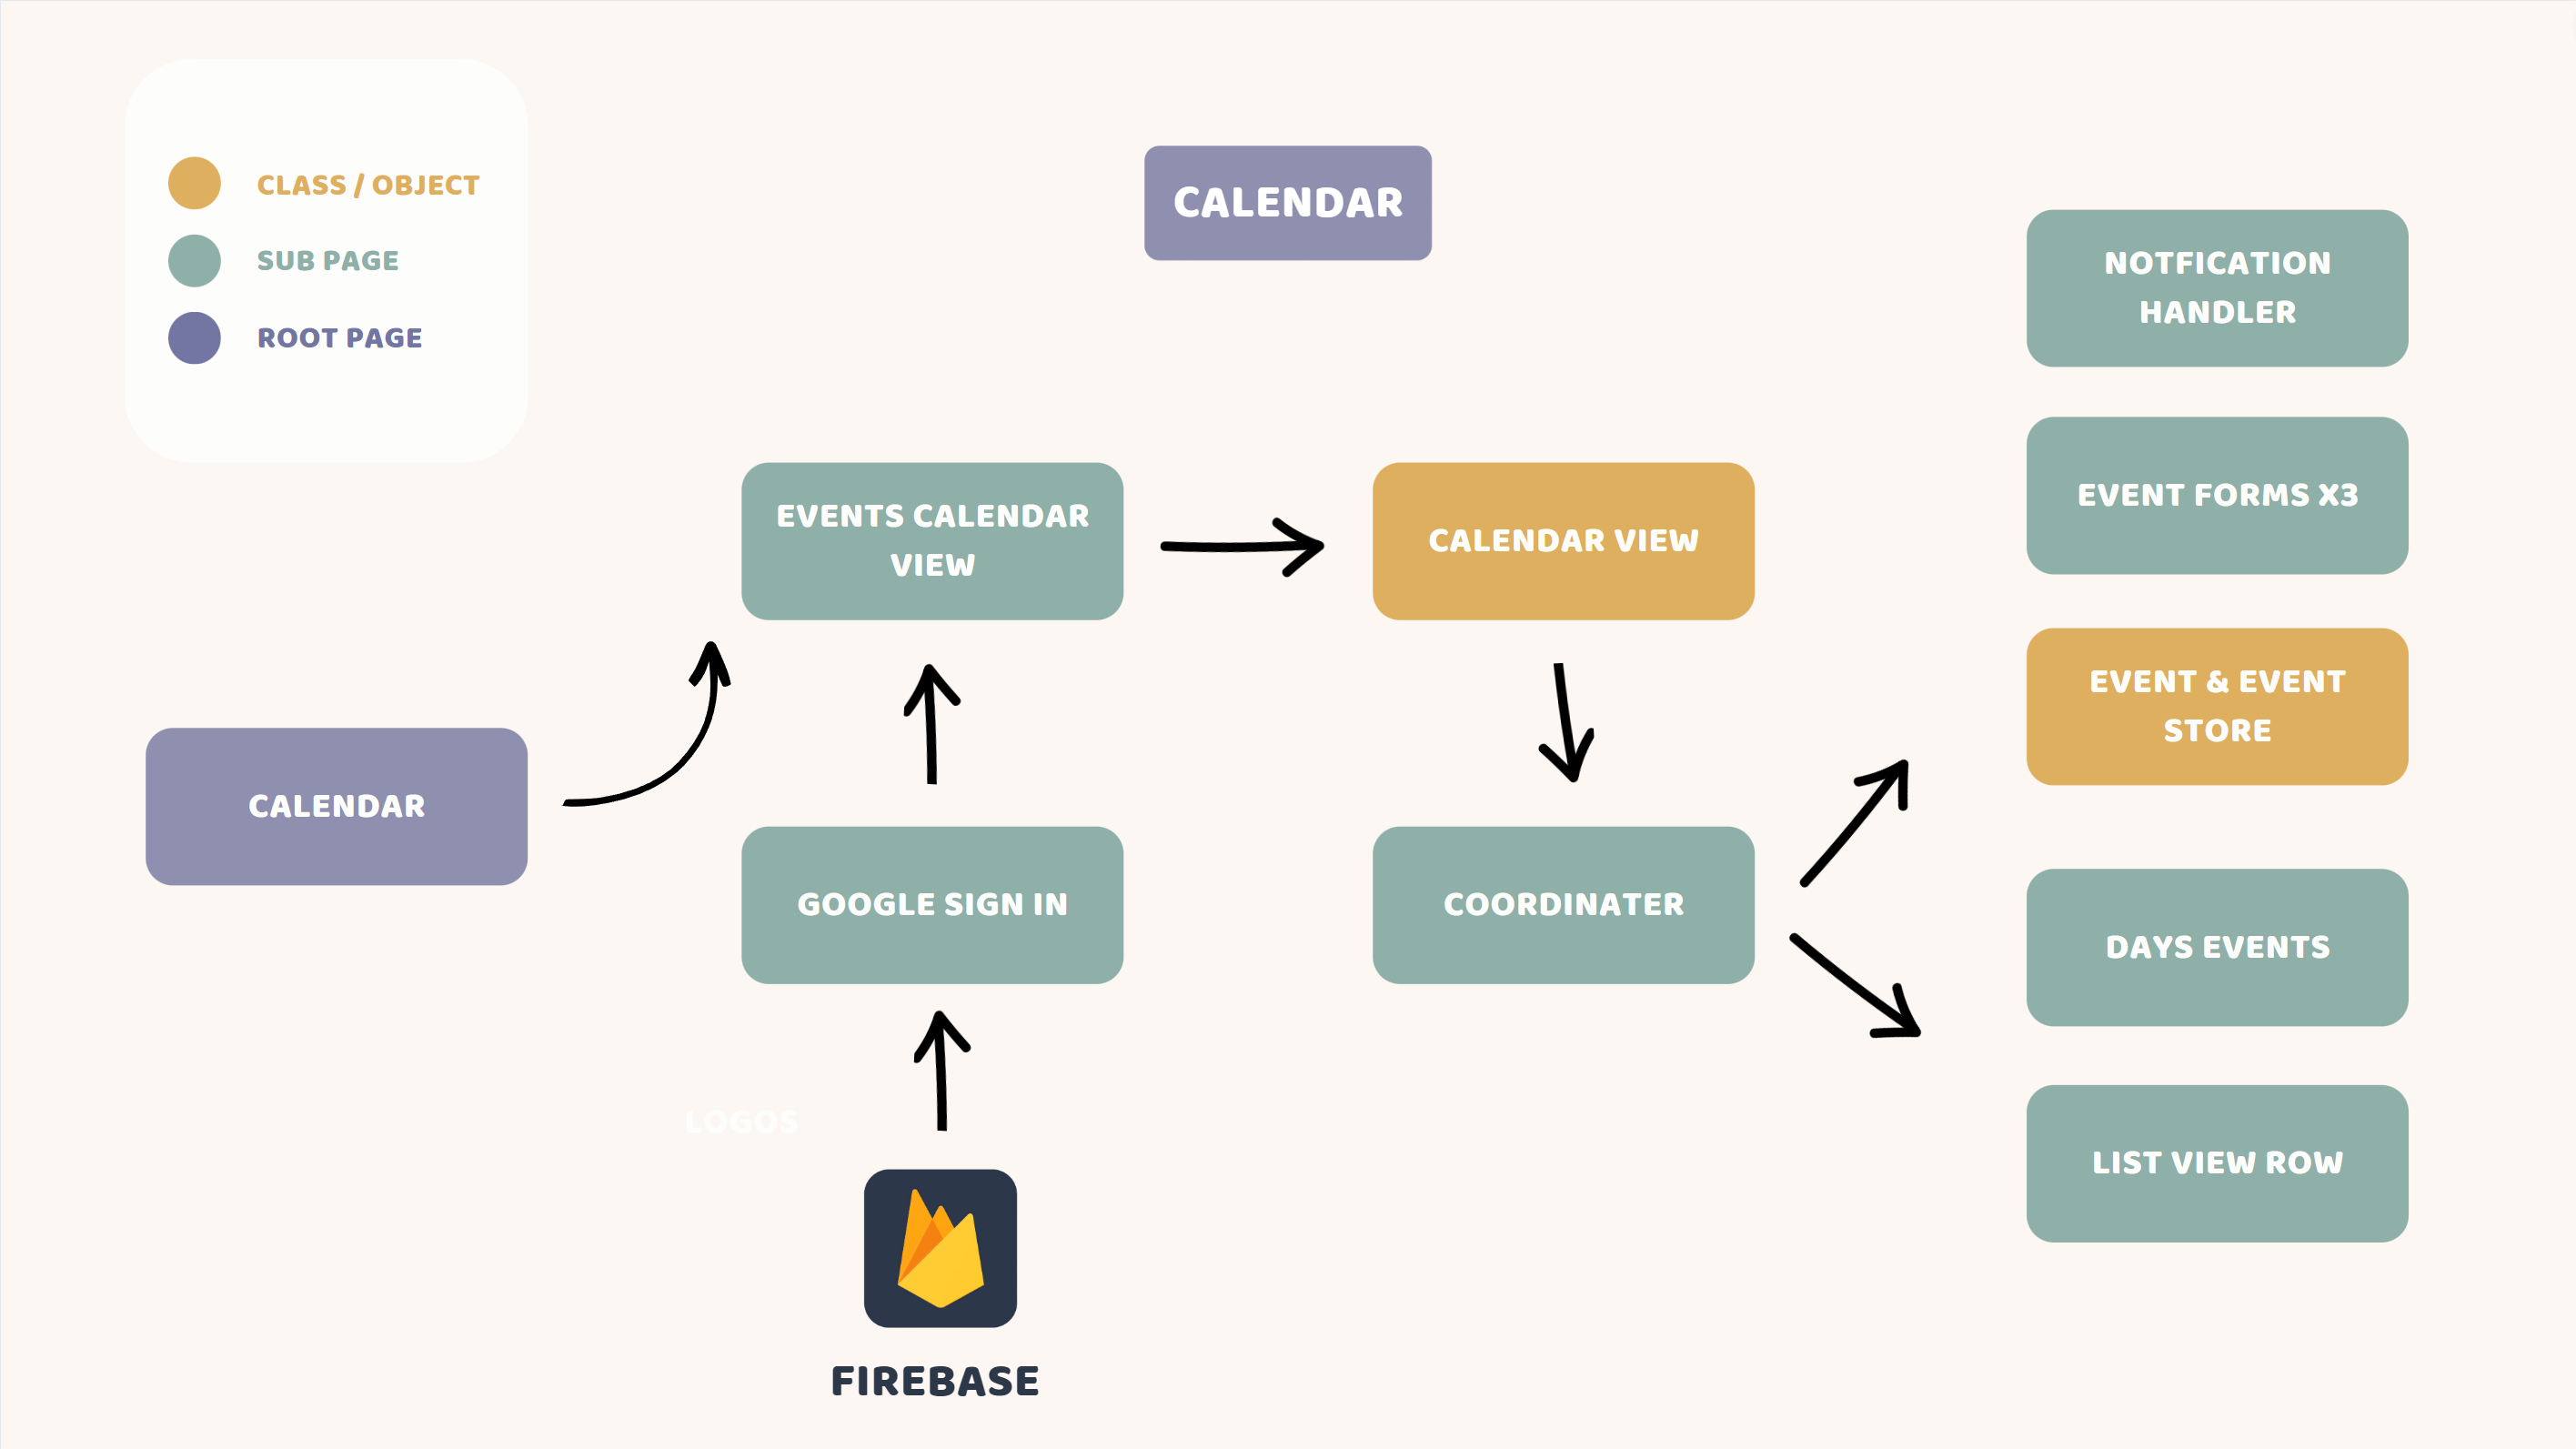 CLASS / OBJECT
SUB PAGE
ROOT PAGE
CALENDAR
NOTFICATION
HANDLER
EVENT FORMS X3
EVENTS CALENDAR
VIEW
CALENDAR VIEW
EVENT & EVENT
STORE
CALENDAR
GOOGLE SIGN IN
COORDINATER
DAYS EVENTS
LOGOS
LIST VIEW ROW
FIREBASE